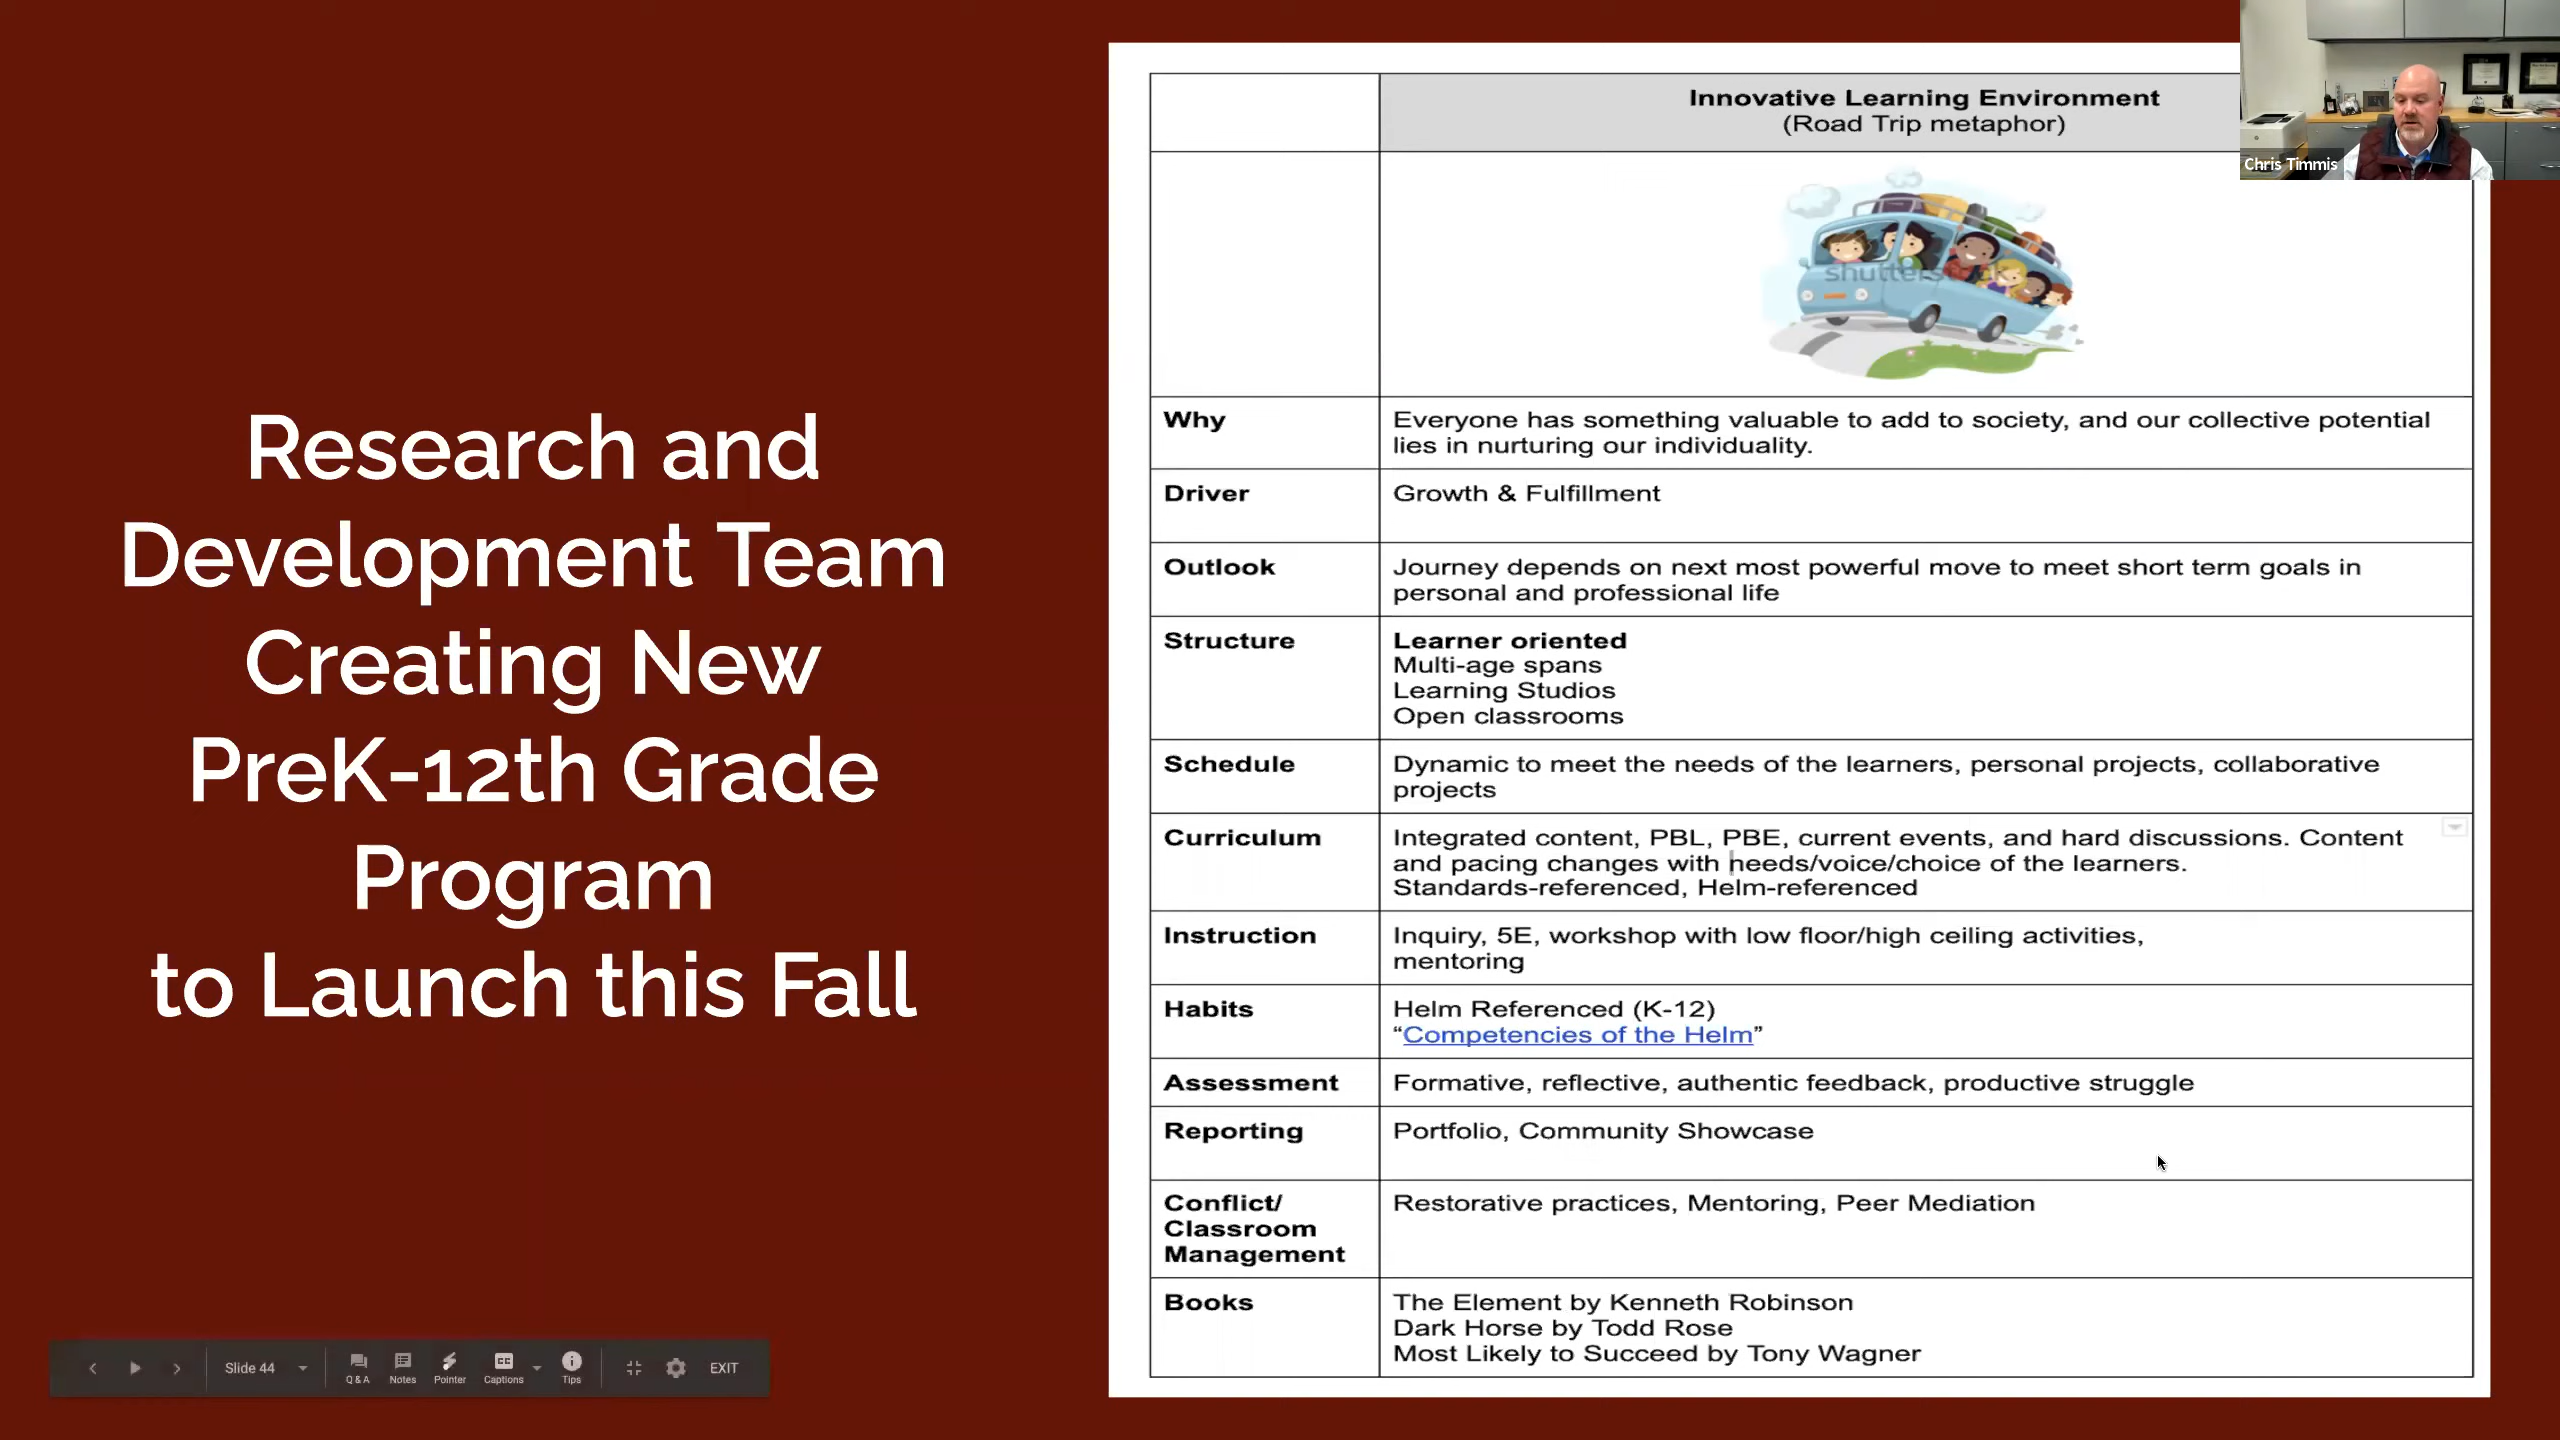 Research and
Development Team
Creating New
PreK-12th Grade
Program
to Launch this Fall
Innovative Learning Environment
(Road Trip metaphor)
shutterstock
Chris Timmis
Why
Everyone has something valuable to add to society, and our collective potential
lies in nurturing our individuality.
Driver
Growth & Fulfillment
Outlook
Journey depends on next most powerful move to meet short term goals in
personal and professional life
Structure
Learner oriented
Multi-age spans
Learning Studios
Open classrooms
Schedule
Dynamic to meet the needs of the learners, personal projects, collaborative
projects
Curriculum
Integrated content, PBL, PBE, current events, and hard discussions. Content
and pacing changes with needs/voice/choice of the learners.
Standards-referenced, Helm-referenced
Instruction
Inquiry, 5E, workshop with low floor/high ceiling activities,
mentoring
Habits
Helm Referenced (K-12)
“Competencies of the Helm”
Assessment
Formative, reflective, authentic feedback, productive struggle
Reporting
Portfolio, Community Showcase
Conflict/
Classroom
Management
Restorative practices, Mentoring, Peer Mediation
Books
The Element by Kenneth Robinson
Dark Horse by Todd Rose
Most Likely to Succeed by Tony Wagner
Slide 44
Q & A
Notes
Pointer
CC
Captions
Tips
EXIT